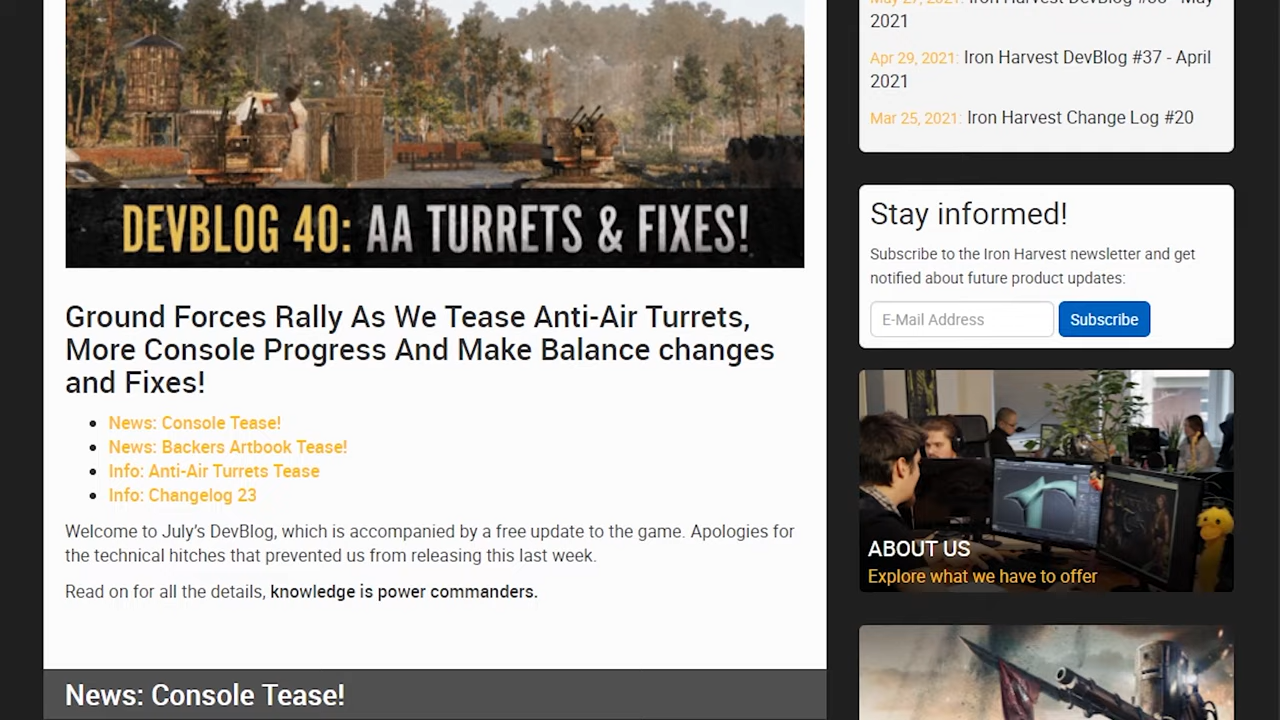 DEVBLOG 40: AA TURRETS & FIXES!
Ground Forces Rally As We Tease Anti-Air Turrets,
More Console Progress And Make Balance changes
and Fixes!
News: Console Tease!
News: Backers Artbook Tease!
Info: Anti-Air Turrets Tease
Info: Changelog 23
Welcome to July's DevBlog, which is accompanied by a free update to the game. Apologies for
the technical hitches that prevented us from releasing this last week.
Read on for all the details, knowledge is power commanders.
News: Console Tease!
2021
Apr 29, 2021: Iron Harvest DevBlog #37 - April
2021
Mar 25, 2021: Iron Harvest Change Log #20
Stay informed!
Subscribe to the Iron Harvest newsletter and get
notified about future product updates:
E-Mail Address Subscribe
ABOUT US
Explore what we have to offer